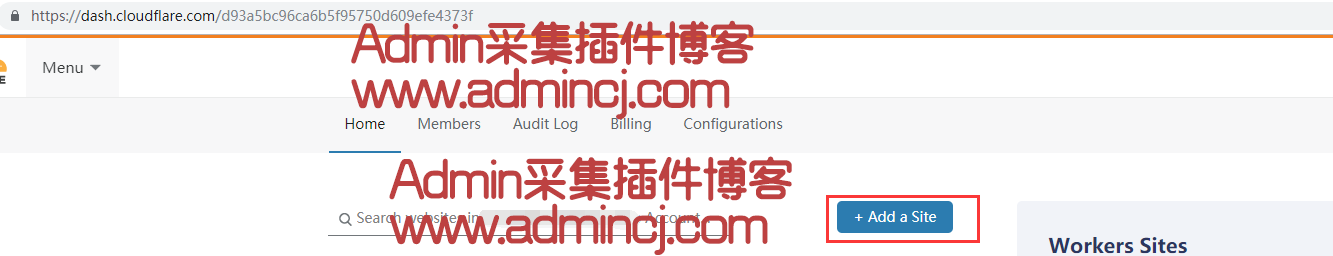 https://dash.cloudflare.com/d93a5bc96ca6b5f95750d609efe4373f
Admin采集插件博客
Menu
www.admincj.com
Home Members Audit Log Billing Configurations
Admin采集插件博客
Search websites in Account...
+ Add a Site
www.admincj.com
Workers Sites